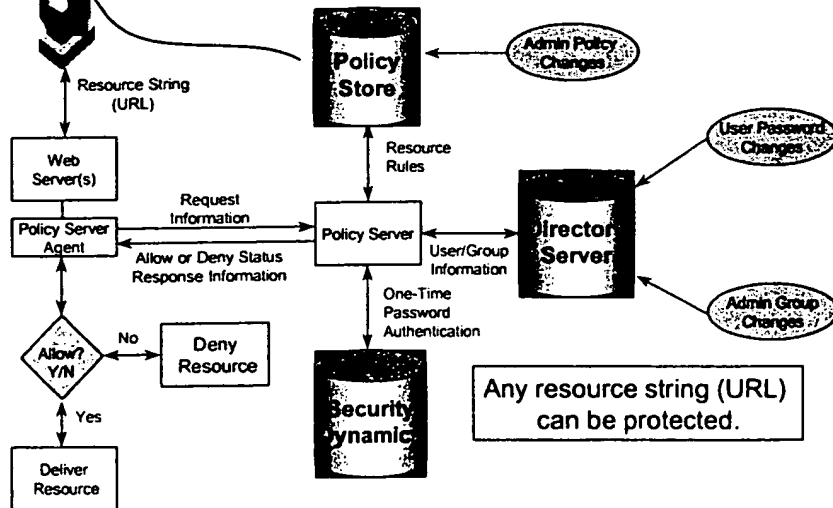 Resource String
(URL)
Web
Server(s)
Policy Server
Agent
Request
Information
Allow or Deny Status
Response Information
Allow?
Y/N
No
Deny
Resource
Yes
Deliver
Resource
Policy
Store
Admin Policy
Changes
Resource
Rules
Policy Server
User/Group
Information
Director
Server
User Password
Changes
Admin Group
Changes
One-Time
Password
Authentication
Security
Dynamic
Any resource string (URL)
can be protected.